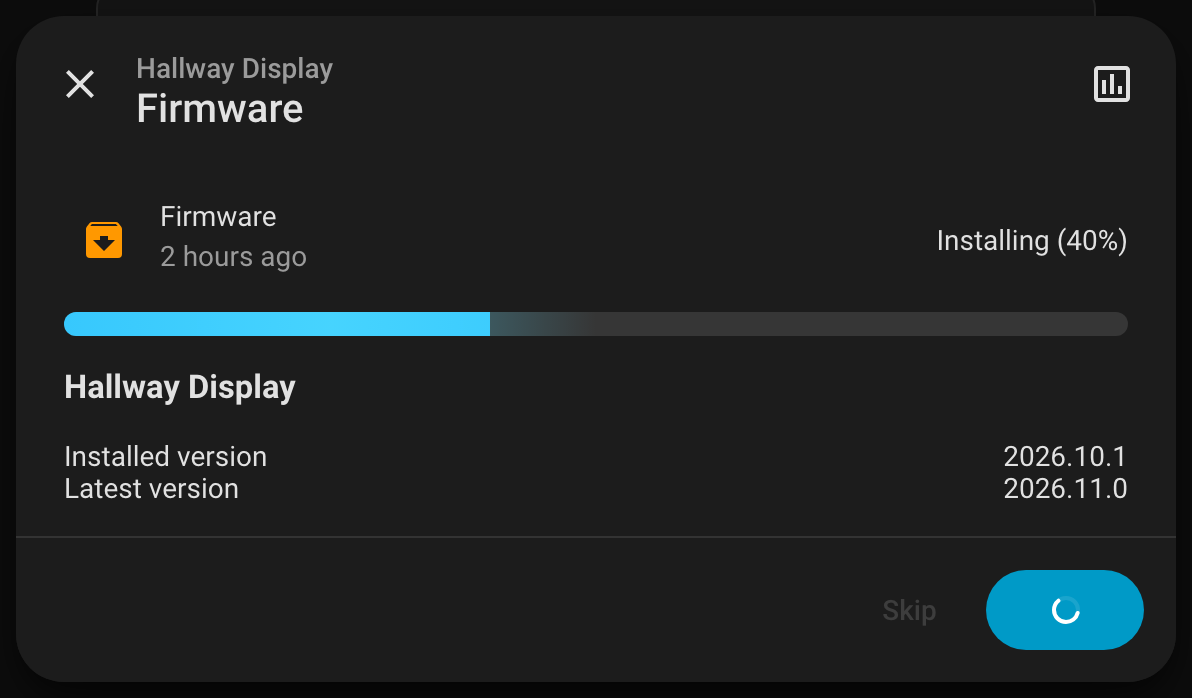 Hallway Display
Firmware
Firmware
2 hours ago
Installing (40%)
Hallway Display
Installed version 2026.10.1
Latest version 2026.11.0
Skip